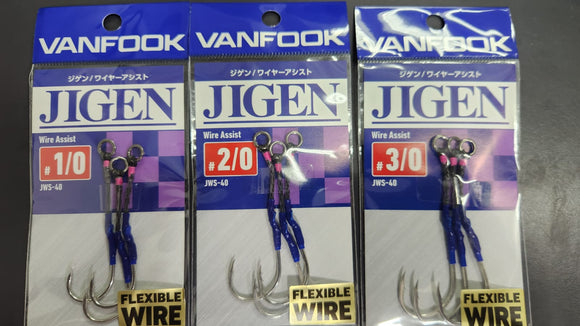 VANFOOK
ジゲン/ワイヤーアシスト
JIGEN
Wire Assist
# 1/0
JWS-40
FLEXIBLE
WIRE
VANFOOK
ジゲン/ワイヤーアシスト
JIGEN
Wire Assist
# 2/0
JWS-40
FLEXIBLE
WIRE
VANFOOK
ジゲン/ワイヤーアシスト
JIGEN
Wire Assist
# 3/0
JWS-40
FLEXIBLE
WIRE